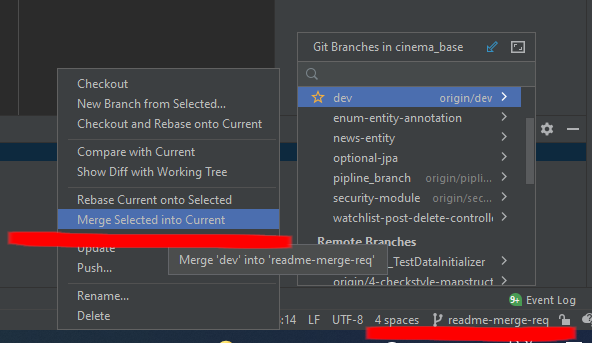 Git Branches in cinema_base
dev origin/dev
enum-entity-annotation
news-entity
optional-jpa
pipline_branch origin/piplin...
security-module origin/sec...
watchlist-post-delete-controlle
Remote Branches
_TestDataInitializer
origin/4-checkstyle-mapstruct
Checkout
New Branch from Selected...
Checkout and Rebase onto Current
Compare with Current
Show Diff with Working Tree
Rebase Current onto Selected
Merge Selected into Current
Update
Push...
Rename...
Delete
Merge 'dev' into 'readme-merge-req'
9+ Event Log
:14 LF UTF-8 4 spaces readme-merge-req